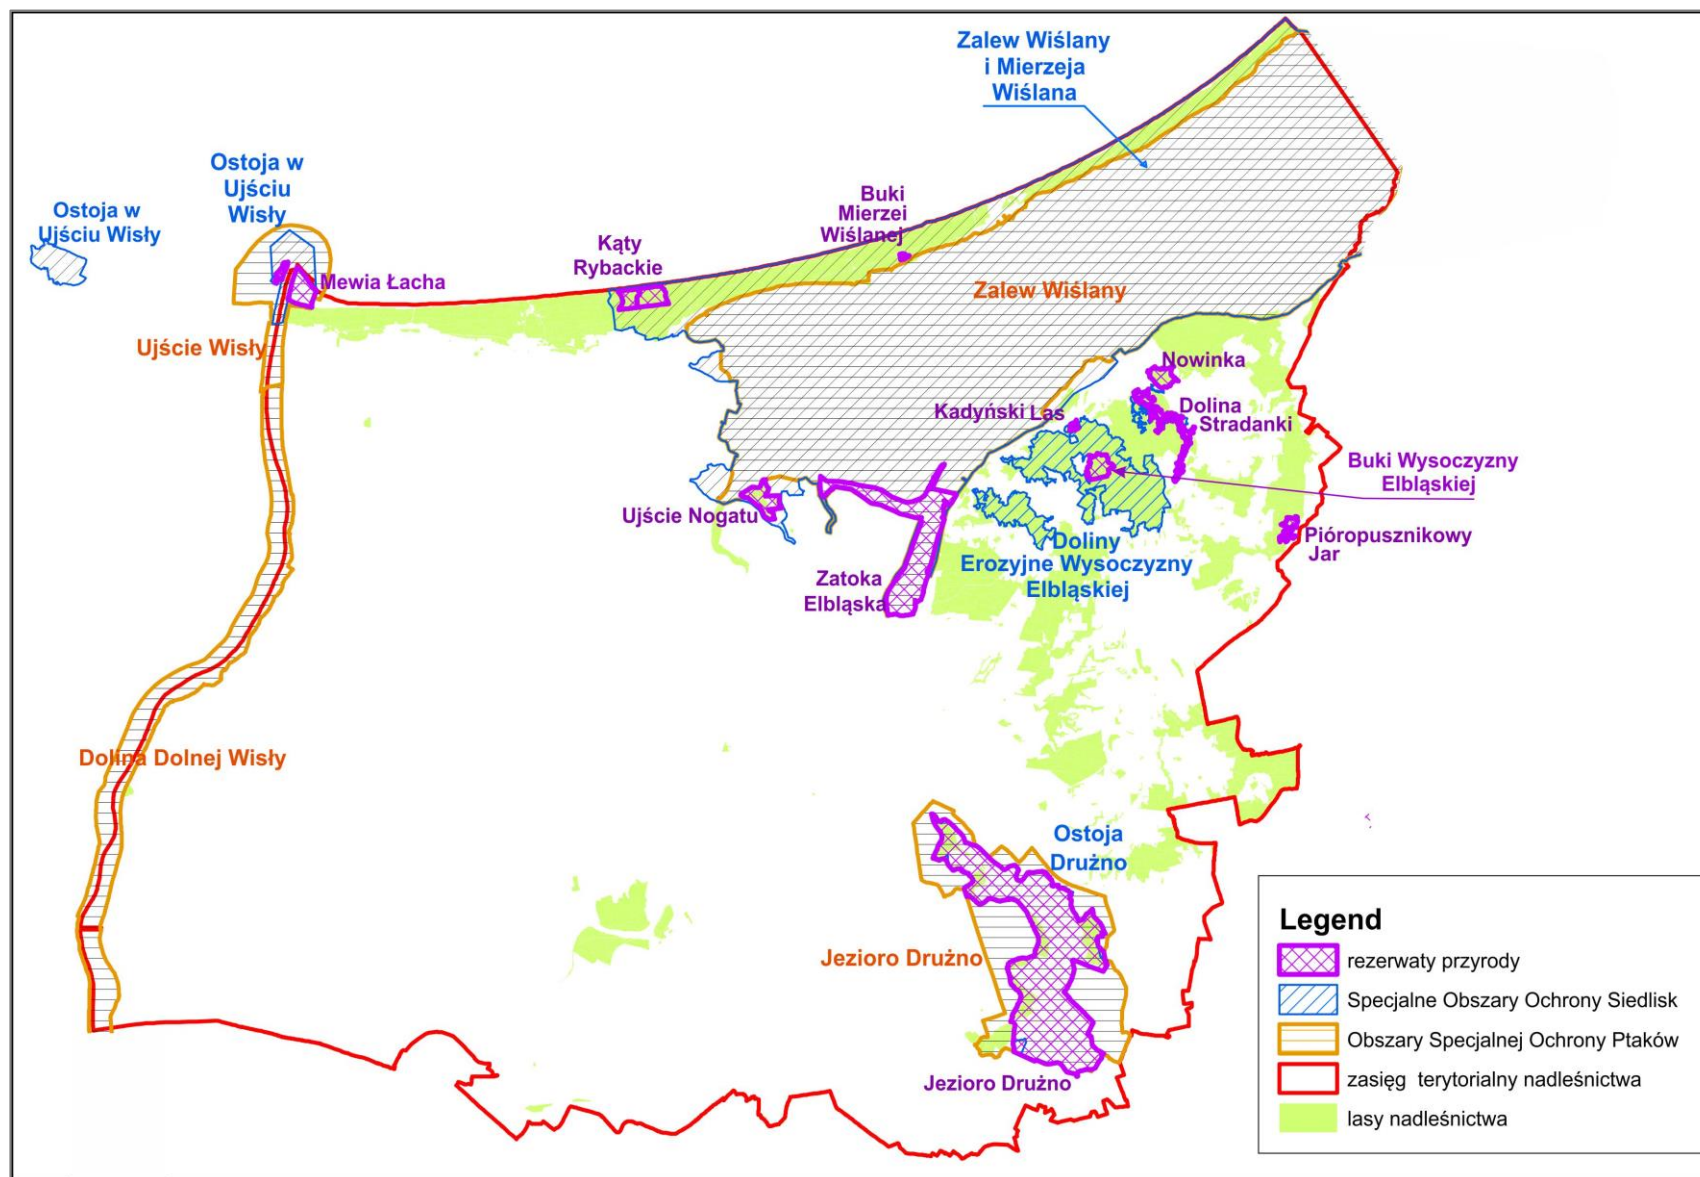 Zalew Wiślany
i Mierzeja
Wiślana
Ostoja w
Ujściu
Wisły
Ostoja w
Ujściu Wisły
Buki
Mierzei
Wiślanej
Kąty
Rybackie
Mewia Łacha
Zalew Wiślany
Ujście Wisły
Nowinka
Kadyński Las
Dolina
Stradanki
Buki Wysoczyzny
Elbląskiej
Ujście Nogatu
Pióropusznikowy
Jar
Doliny
Erozyjne Wysoczyzny
Elbląskiej
Zatoka
Elbląska
Dolina Dolnej Wisły
Ostoja
Drużno
Jezioro Drużno
Jezioro Drużno
Legend
rezerwaty przyrody
Specjalne Obszary Ochrony Siedlisk
Obszary Specjalnej Ochrony Ptaków
zasięg terytorialny nadleśnictwa
lasy nadleśnictwa